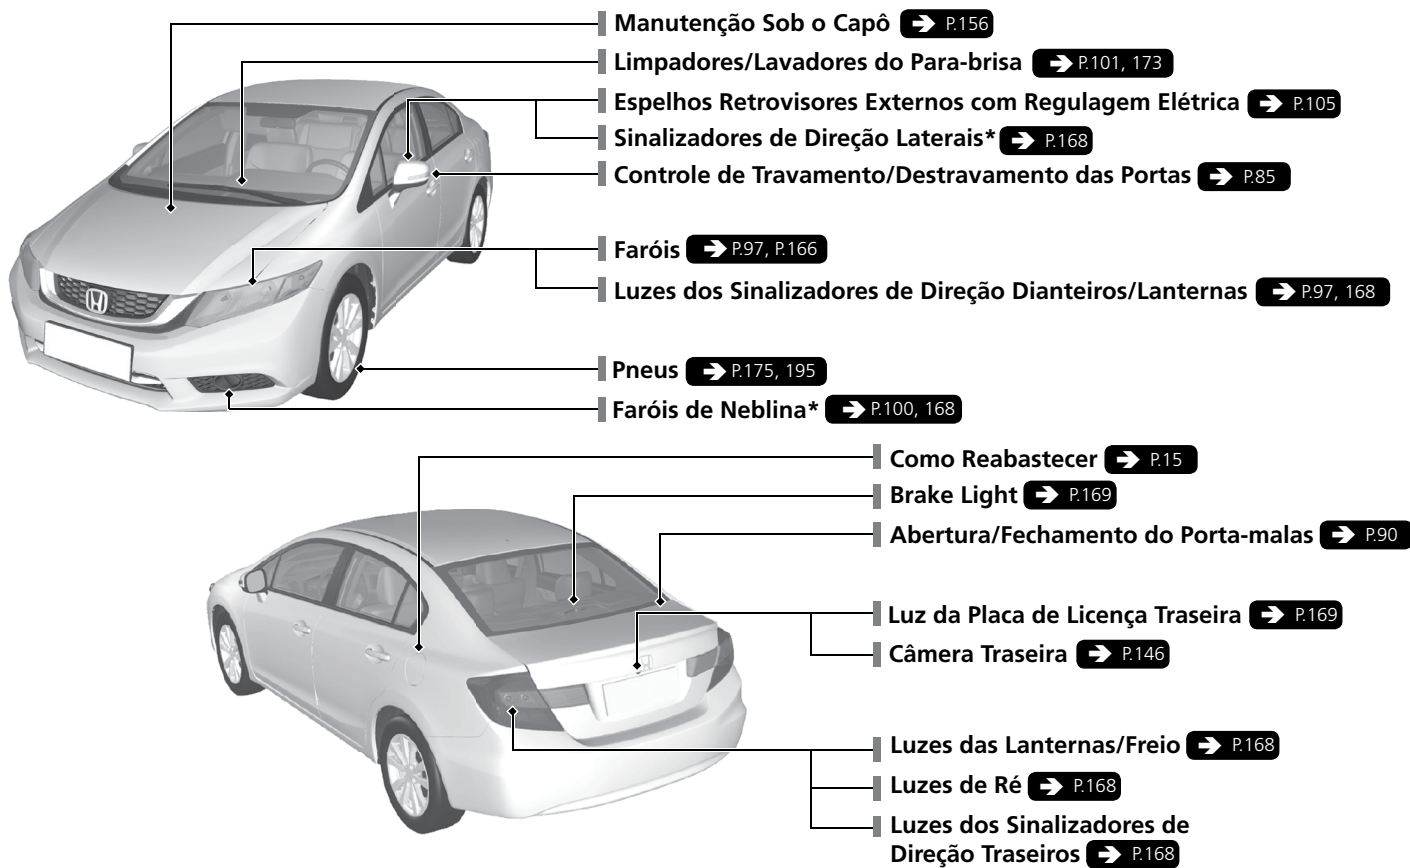 Manutenção Sob o Capô P.156
Limpadores/Lavadores do Para-brisa P.101, 173
Espelhos Retrovisores Externos com Regulagem Elétrica P.105
Sinalizadores de Direção Laterais* P.168
Controle de Travamento/Destravamento das Portas P.85
Faróis P.97, P.166
Luzes dos Sinalizadores de Direção Dianteiros/Lanternas P.97, 168
Pneus P.175, 195
Faróis de Neblina* P.100, 168
Como Reabastecer P.15
Brake Light P.169
Abertura/Fechamento do Porta-malas P.90
Luz da Placa de Licença Traseira P.169
Câmera Traseira P.146
Luzes das Lanternas/Freio P.168
Luzes de Ré P.168
Luzes dos Sinalizadores de
Direção Traseiros P.168